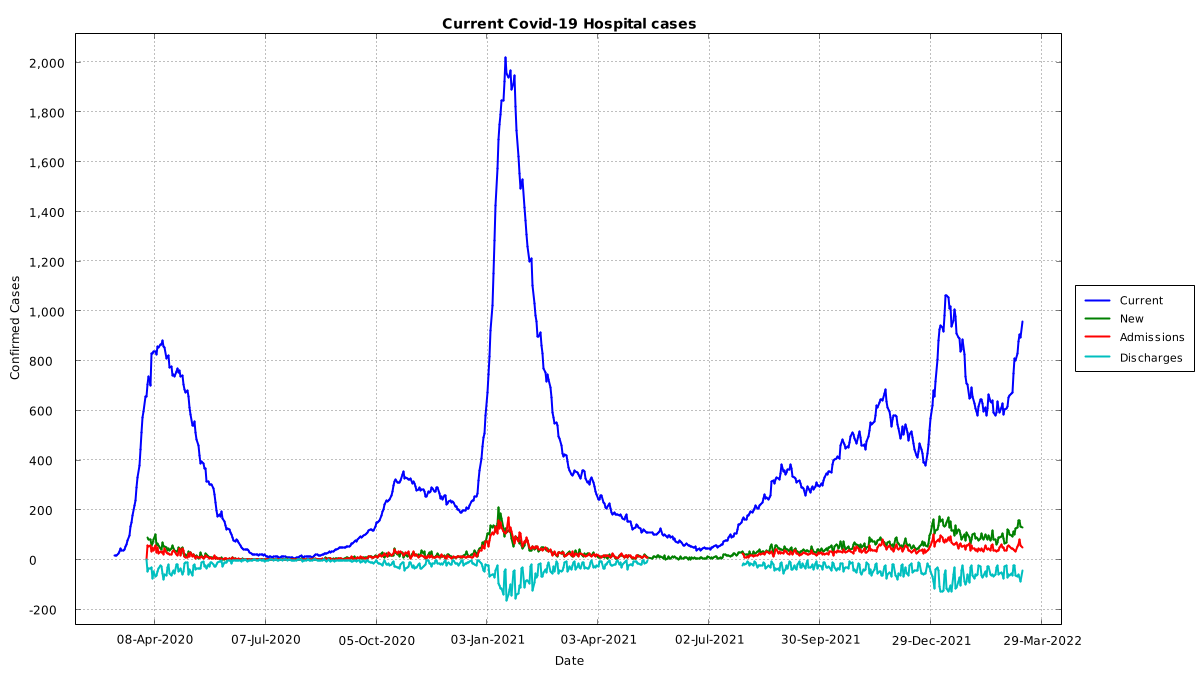 Current Covid-19 Hospital cases
Confirmed Cases
2,000
1,800
1,600
1,400
1,200
1,000
800
600
400
200
0
-200
08-Apr-2020 07-Jul-2020 05-Oct-2020 03-Jan-2021 03-Apr-2021 02-Jul-2021 30-Sep-2021 29-Dec-2021 29-Mar-2022
Date
Current
New
Admissions
Discharges